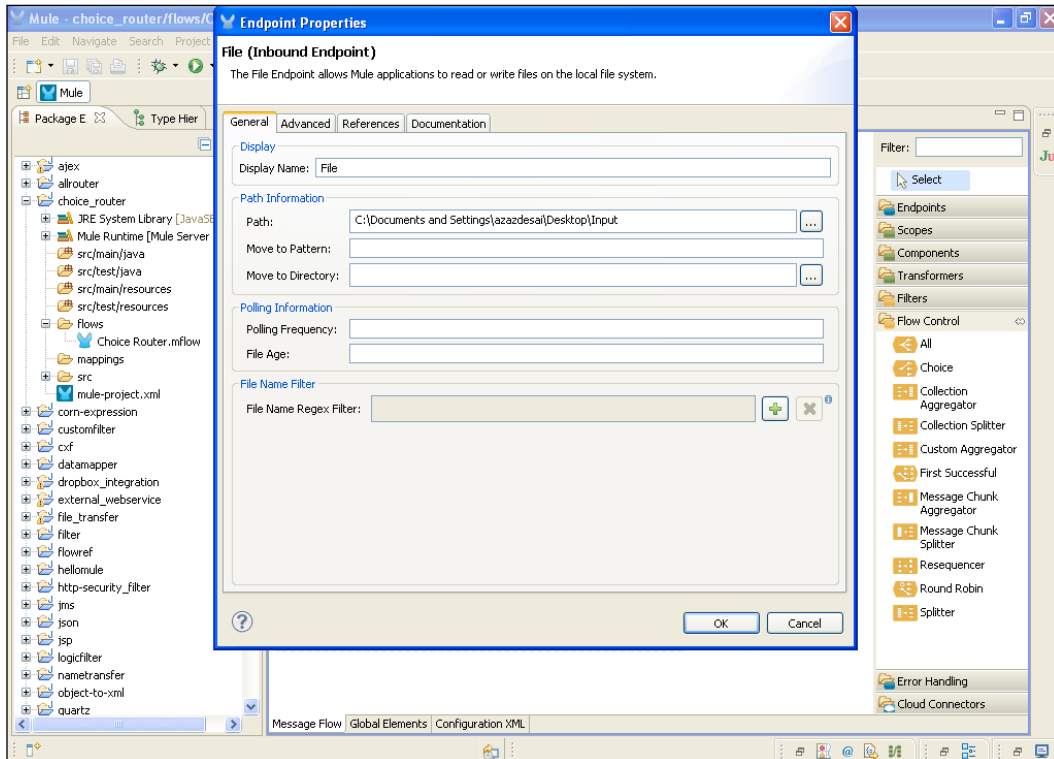 Mule - choice_router/flows/C
File Edit Navigate Search Project
Mule
Package E
Type Hier
ajex
allrouter
choice_router
JRE System Library [JavaSE
Mule Runtime [Mule Server
src/main/java
src/test/java
src/main/resources
src/test/resources
flows
Choice Router.mflow
mappings
src
mule-project.xml
corn-expression
customfilter
cxf
datamapper
dropbox_integration
external_webservice
file_transfer
filter
flowref
hellomule
http-security_filter
jms
json
jsp
logicfilter
nametransfer
object-to-xml
quartz
Endpoint Properties
File (Inbound Endpoint)
The File Endpoint allows Mule applications to read or write files on the local file system.
General Advanced References Documentation
Display
Display Name: File
Path Information
Path: C:\Documents and Settings\azazdesai\Desktop\Input ...
Move to Pattern:
Move to Directory: ...
Polling Information
Polling Frequency:
File Age:
File Name Filter
File Name Regex Filter:
OK Cancel
Message Flow Global Elements Configuration XML
Filter:
Select
Endpoints
Scopes
Components
Transformers
Filters
Flow Control
All
Choice
Collection
Aggregator
Collection Splitter
Custom Aggregator
First Successful
Message Chunk
Aggregator
Message Chunk
Splitter
Resequencer
Round Robin
Splitter
Error Handling
Cloud Connectors
Ju